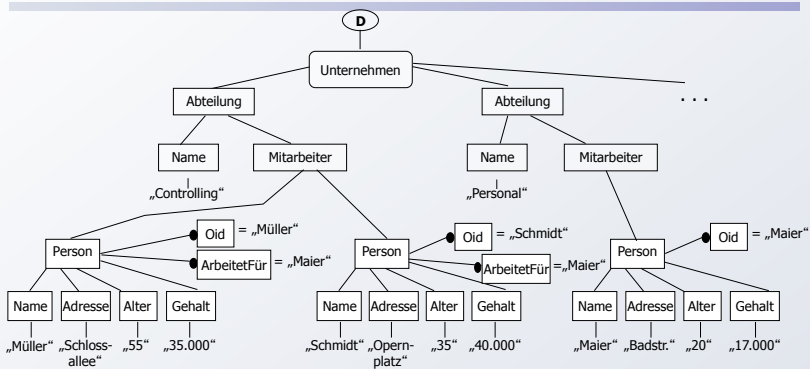 D
Unternehmen
Abteilung
Abteilung
. . .
Name
Mitarbeiter
Name
Mitarbeiter
„Controlling“
„Personal“
Person
Oid = „Müller“
ArbeitetFür = „Maier“
Person
Oid = „Schmidt“
ArbeitetFür =„Maier“
Person
Oid = „Maier“
Name Adresse Alter Gehalt
Name Adresse Alter Gehalt
Name Adresse Alter Gehalt
„Müller“ „Schloss- „55“ „35.000“
allee“
„Schmidt“ „Opern- „35“ „40.000“
platz“
„Maier“ „Badstr.“ „20“ „17.000“